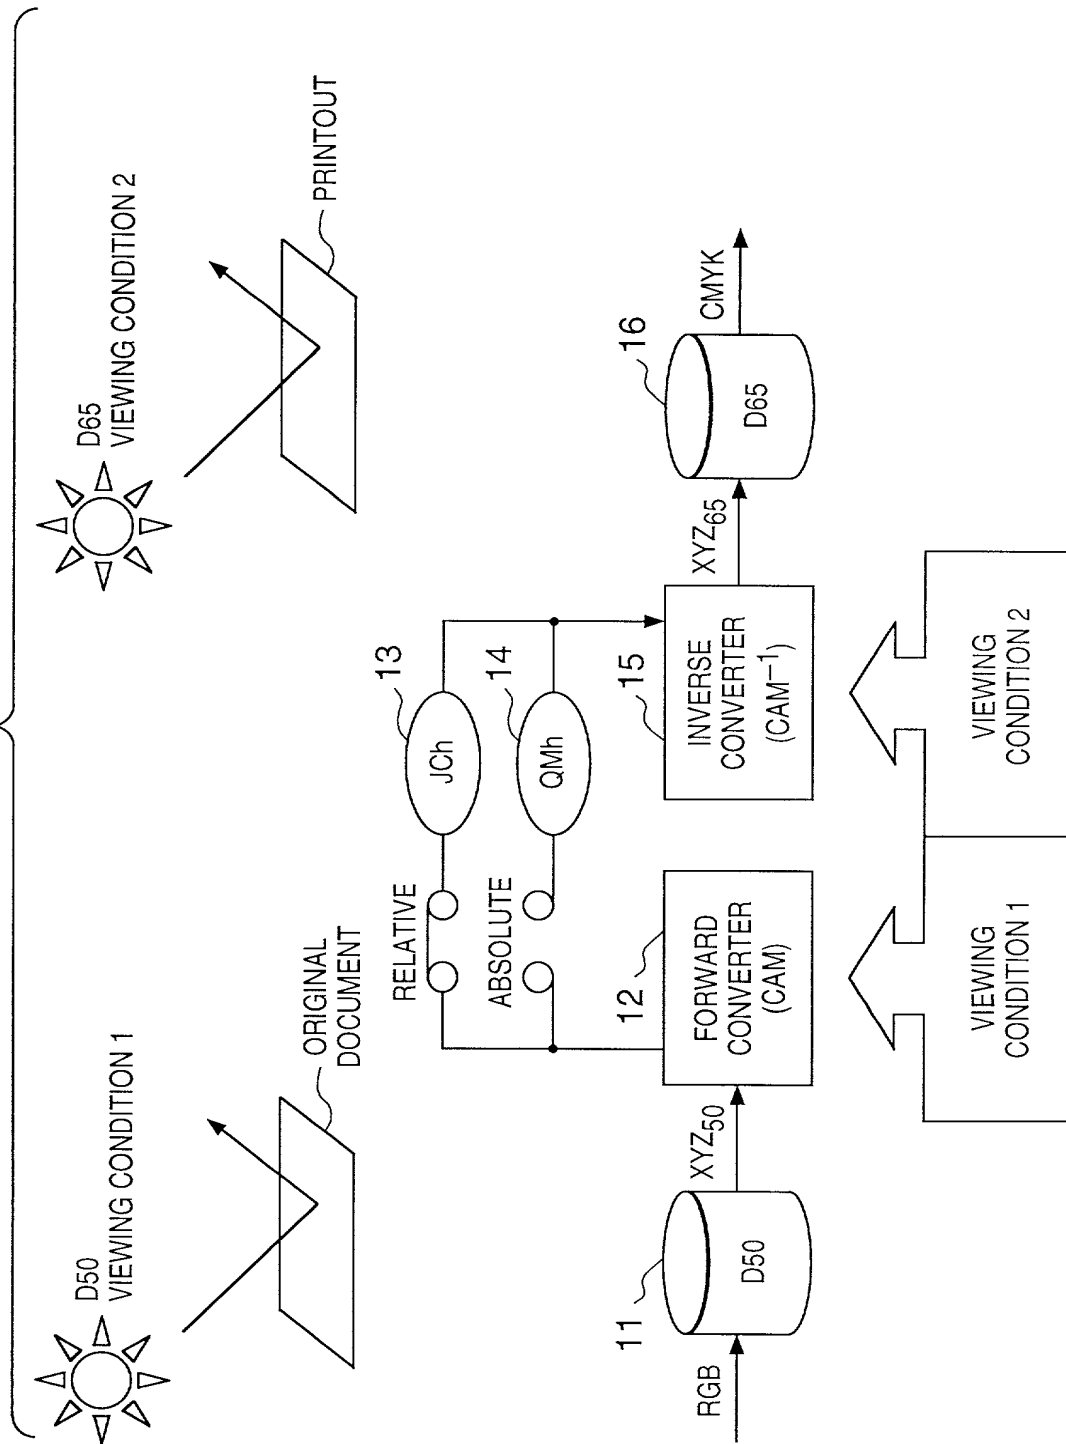 D50
VIEWING CONDITION 1
ORIGINAL
DOCUMENT
D65
VIEWING CONDITION 2
PRINTOUT
RELATIVE
JCh
13
ABSOLUTE
QMh
14
RGB
11
D50
XYZ50
12
FORWARD
CONVERTER
(CAM)
15
INVERSE
CONVERTER
(CAM-1)
XYZ65
16
D65
CMYK
VIEWING
CONDITION 1
VIEWING
CONDITION 2